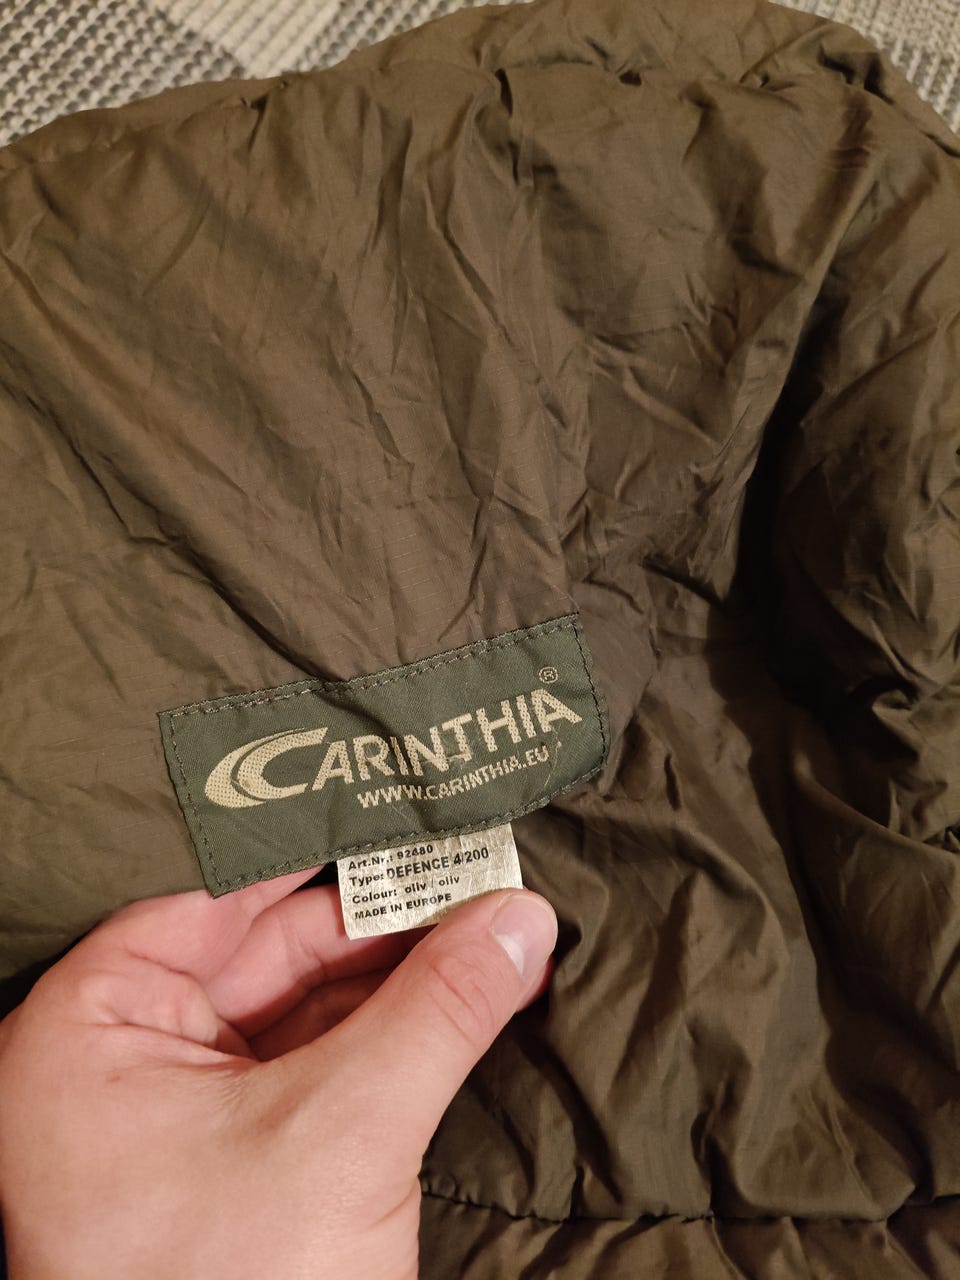 CARINTHIA®
WWW.CARINTHIA.EU
Art.Nr.: 92480
Type: DEFENCE 4/200
Colour: oliv / oliv
MADE IN EUROPE